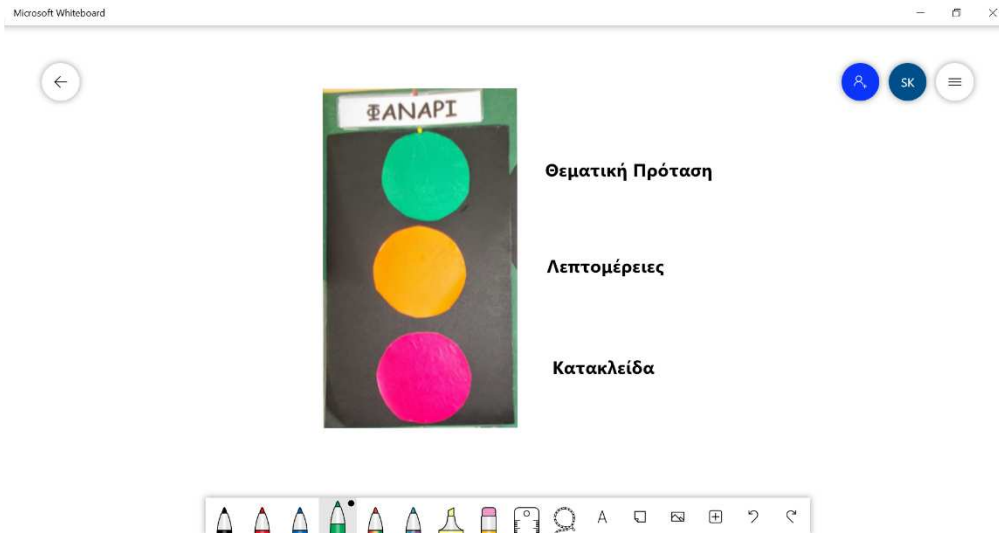 Microsoft Whiteboard
SK
ΦΑΝΑΡΙ
Θεματική Πρόταση
Λεπτομέρειες
Κατακλείδα
A